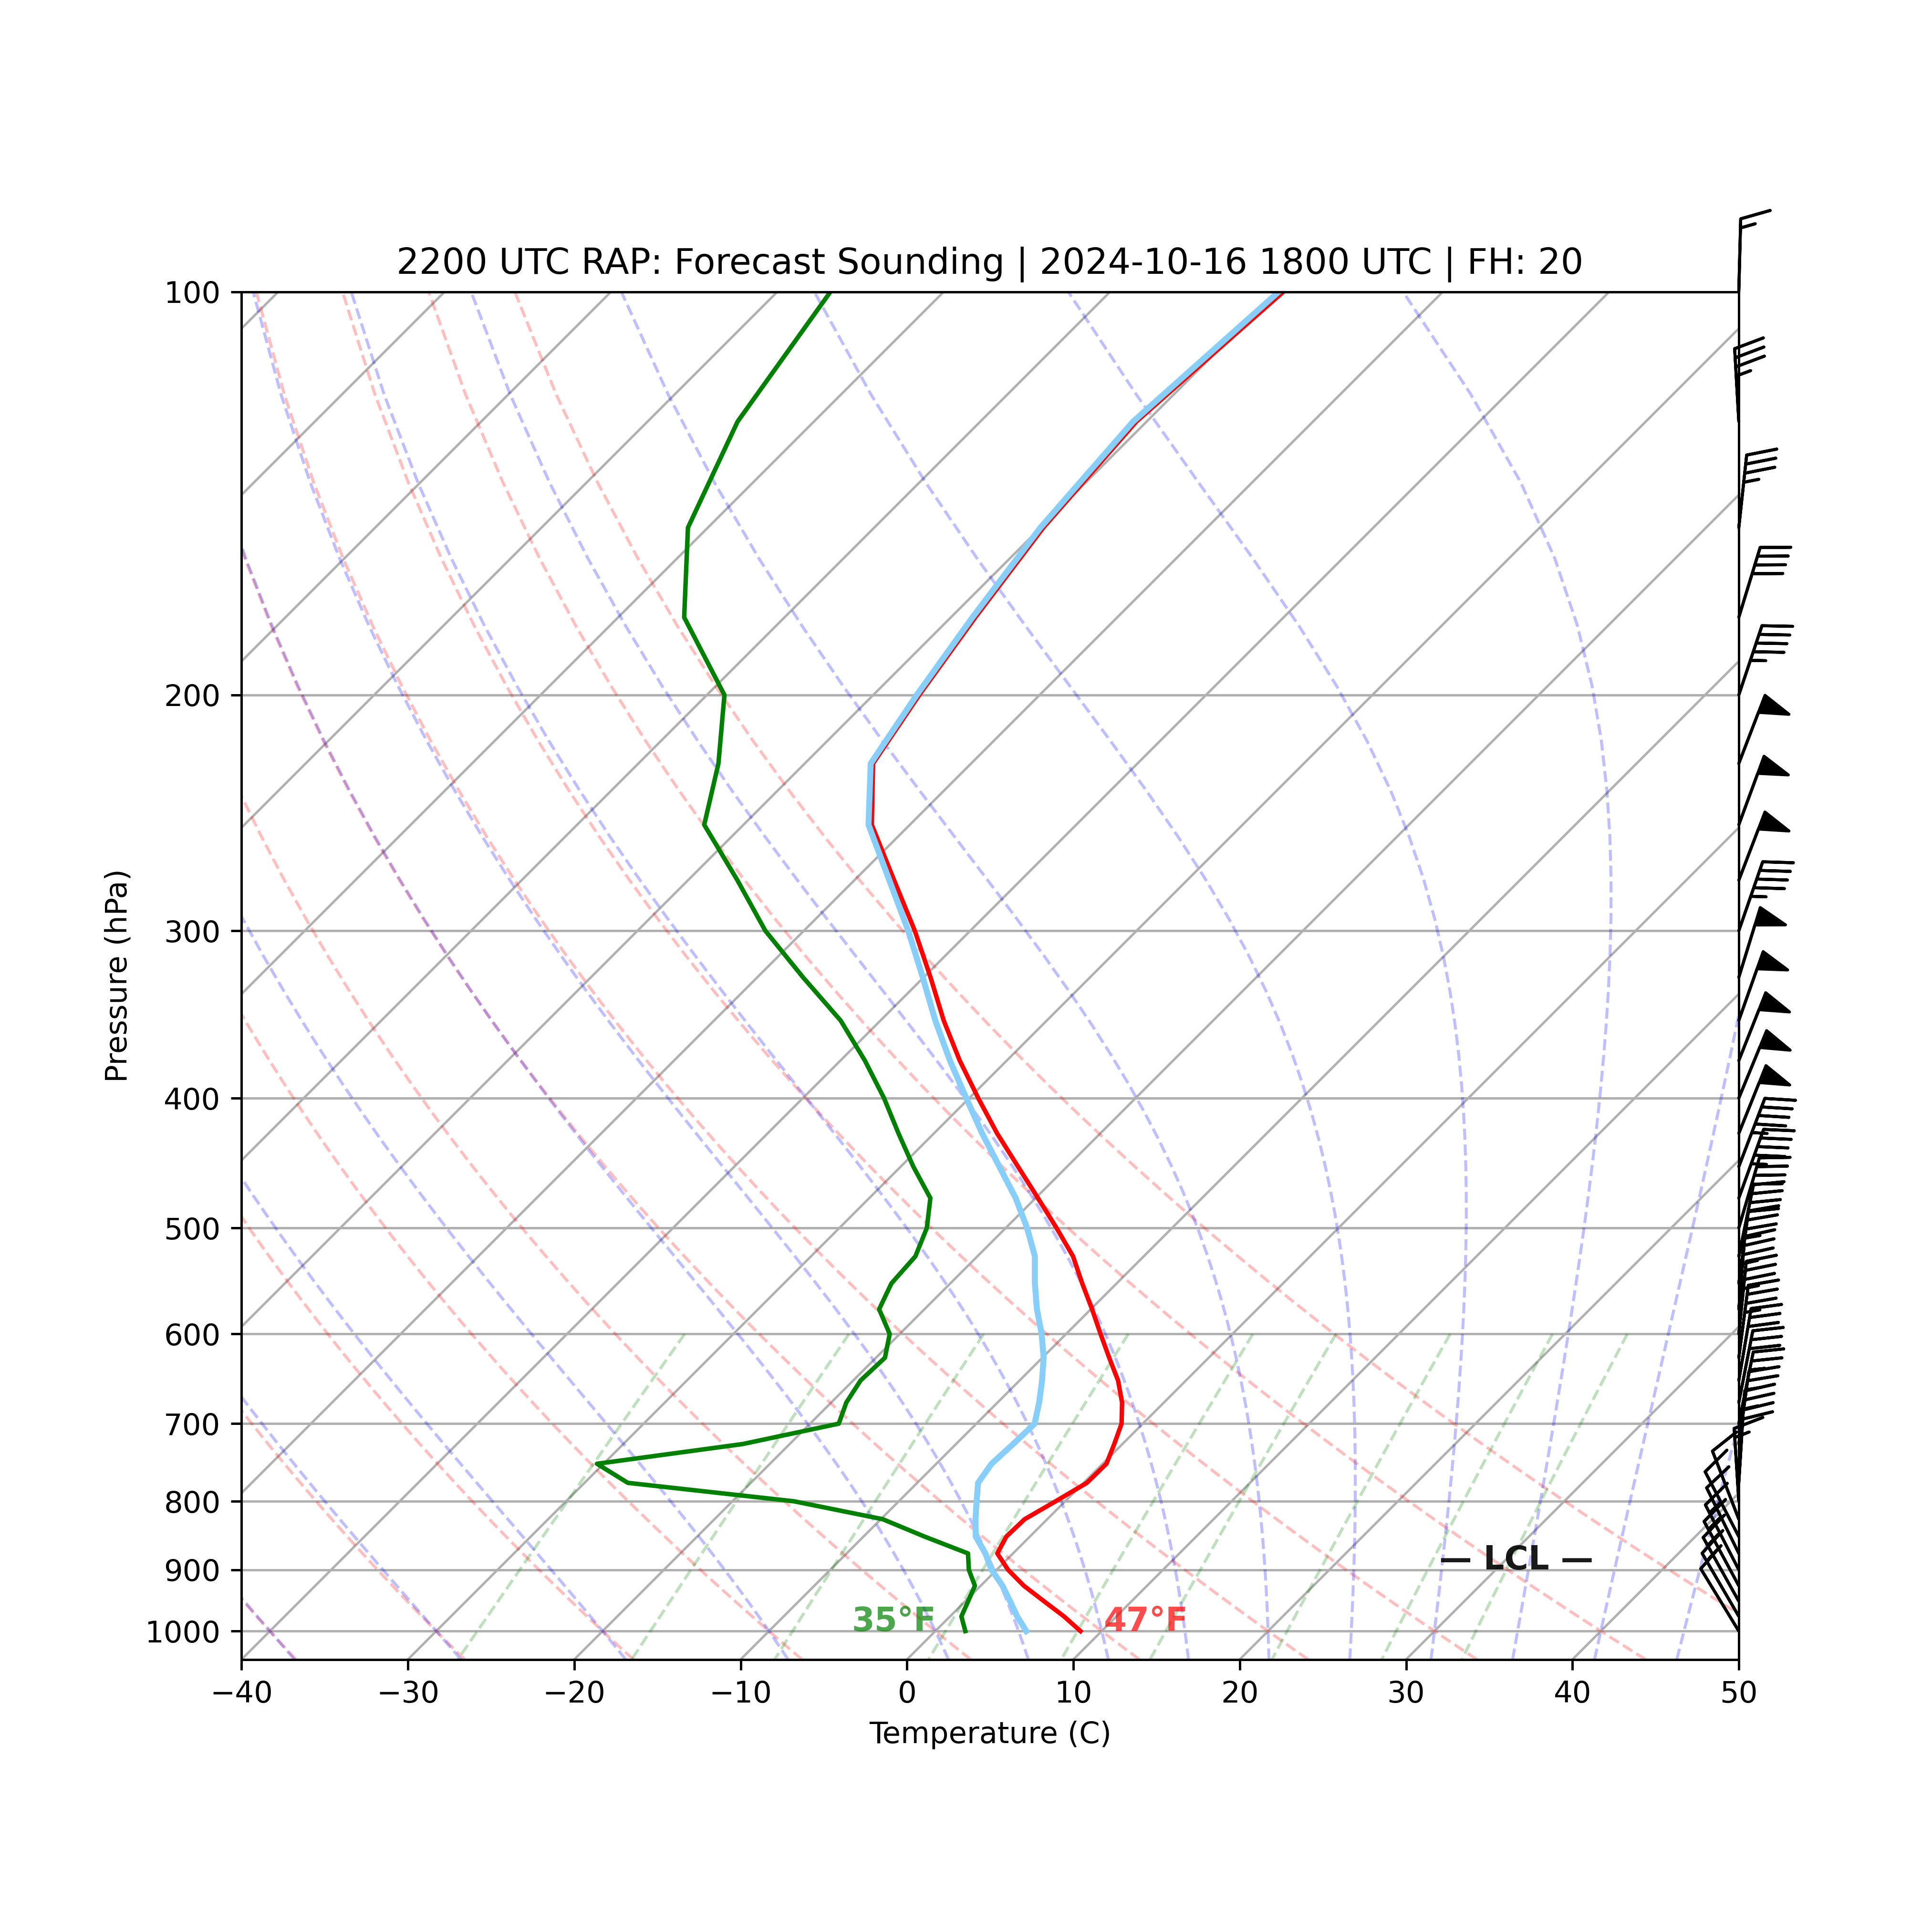 2200 UTC RAP: Forecast Sounding | 2024-10-16 1800 UTC | FH: 20
100
200
300
400
500
600
700
800
900
1000
Pressure (hPa)
— LCL —
35°F
47°F
−40 −30 −20 −10 0 10 20 30 40 50
Temperature (C)